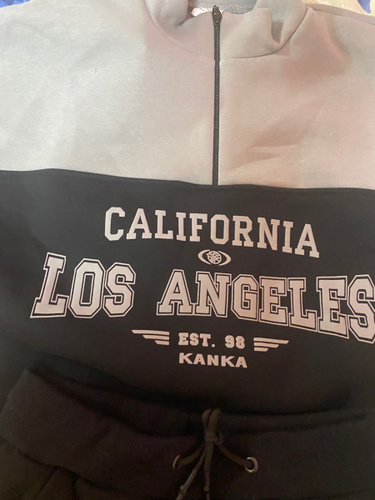 CALIFORNIA
LOS ANGELES
EST. 98
KANKA